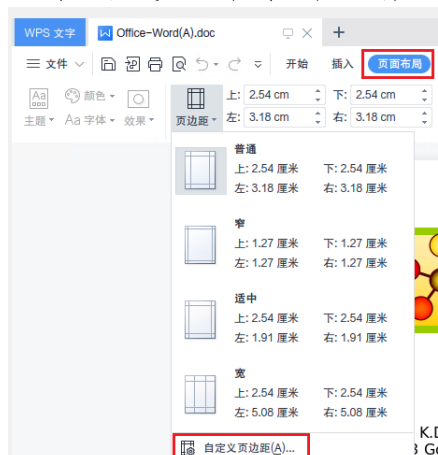 WPS 文字 Office-Word(A).doc
文件 开始 插入 页面布局
Aa 颜色 上: 2.54 cm 下: 2.54 cm
主题 Aa 字体 效果 页边距 左: 3.18 cm 右: 3.18 cm
普通
上: 2.54 厘米 下: 2.54 厘米
左: 3.18 厘米 右: 3.18 厘米
窄
上: 1.27 厘米 下: 1.27 厘米
左: 1.27 厘米 右: 1.27 厘米
适中
上: 2.54 厘米 下: 2.54 厘米
左: 1.91 厘米 右: 1.91 厘米
宽
上: 2.54 厘米 下: 2.54 厘米
左: 5.08 厘米 右: 5.08 厘米
自定义页边距(A)...